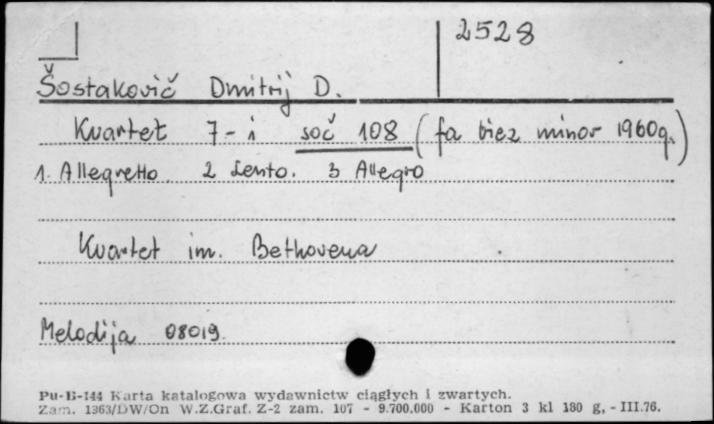 2528
Šostakovič Dmitrij D.
Kvartet 7-i soč 108 (fa diez minor 1960g.)
1. Allegretto 2 Lento. 3 Allegro
Kvartet im. Bethovena
Melodija 08019.
Pu-B-144 Karta katalogowa wydawnictw ciągłych i zwartych.
Zam. 1363/DW/On W.Z.Graf. Z-2 zam. 107 - 9.700.000 - Karton 3 kl 180 g, - III.76.